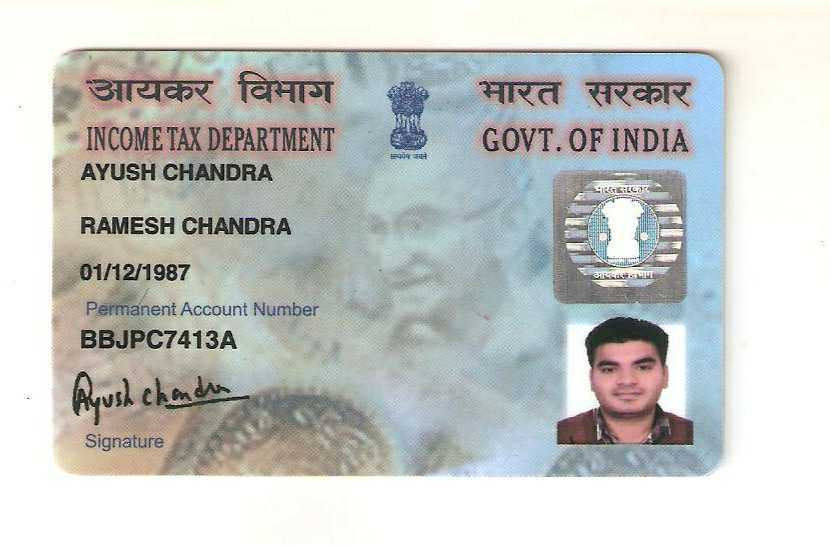 आयकर विभाग
भारत सरकार
INCOME TAX DEPARTMENT
GOVT. OF INDIA
सत्यमेव जयते
AYUSH CHANDRA
भारत सरकार
RAMESH CHANDRA
01/12/1987
आयकर विभाग
Permanent Account Number
BBJPC7413A
Ayush chandra
Signature